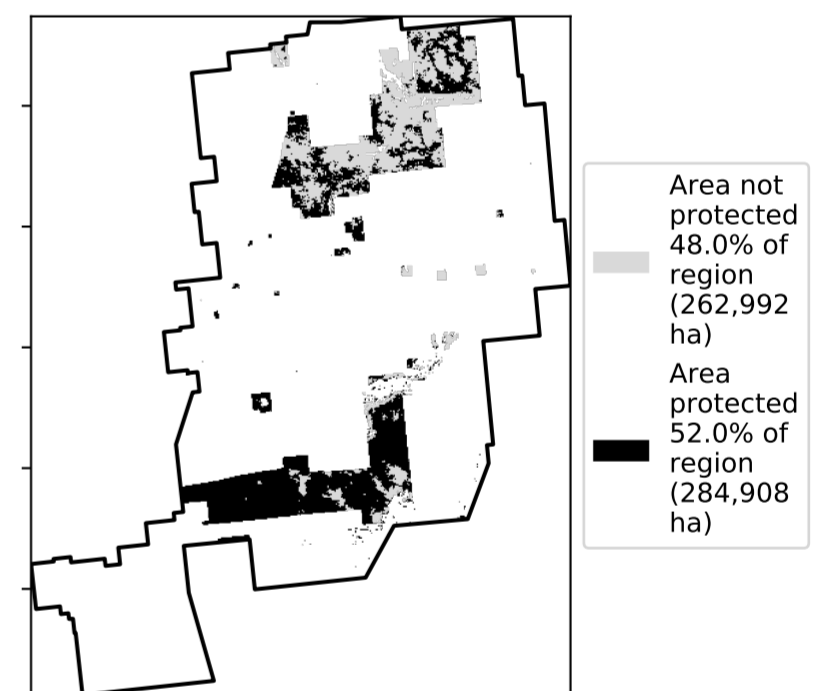 Area not
protected
48.0% of
region
(262,992
ha)
Area
protected
52.0% of
region
(284,908
ha)